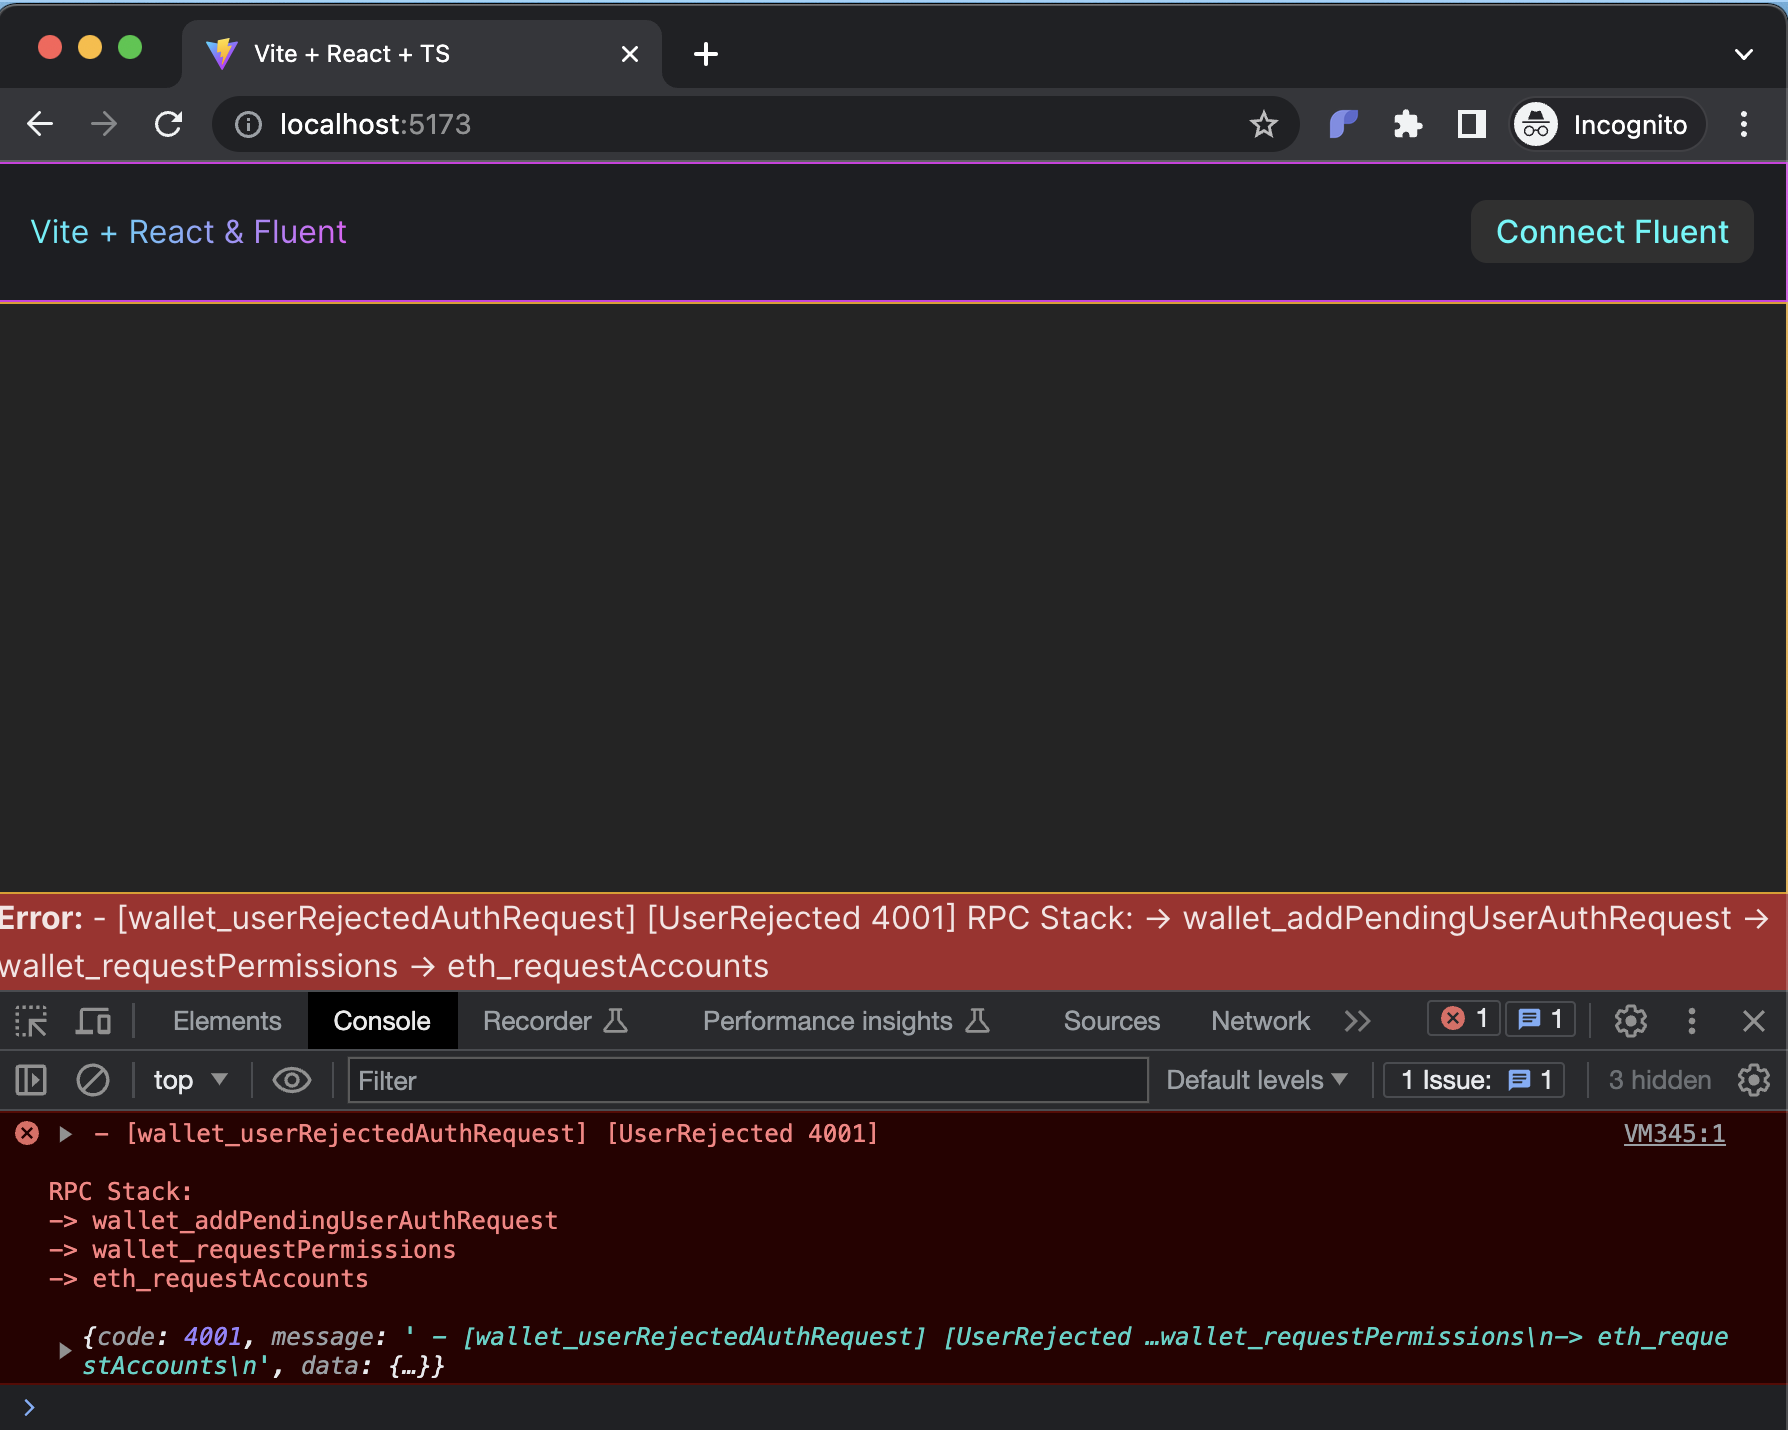 Vite + React + TS
localhost:5173
Incognito
Vite + React & Fluent
Connect Fluent
Error: - [wallet_userRejectedAuthRequest] [UserRejected 4001] RPC Stack: -> wallet_addPendingUserAuthRequest ->
wallet_requestPermissions -> eth_requestAccounts
Elements Console Recorder Performance insights Sources Network 1 1
top Filter Default levels 1 Issue: 1 3 hidden
- [wallet_userRejectedAuthRequest] [UserRejected 4001] VM345:1
RPC Stack:
-> wallet_addPendingUserAuthRequest
-> wallet_requestPermissions
-> eth_requestAccounts
{code: 4001, message: ' - [wallet_userRejectedAuthRequest] [UserRejected …wallet_requestPermissions\n-> eth_reque
stAccounts\n', data: {…}}